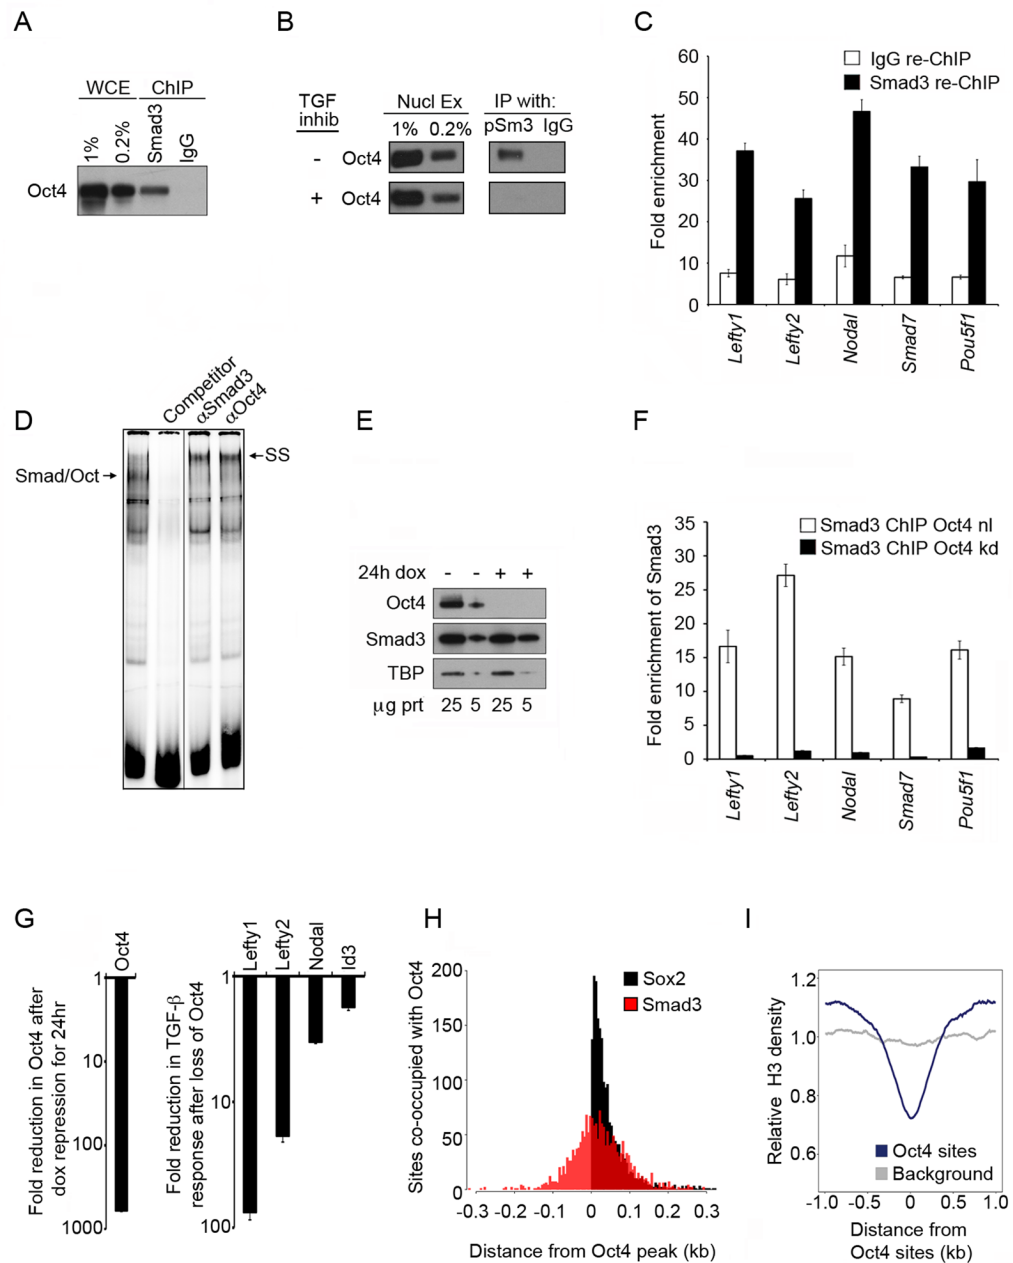 A
WCE ChIP
1% 0.2% Smad3 IgG
Oct4
B
TGF
inhib
Nucl Ex IP with:
1% 0.2% pSm3 IgG
- Oct4
+ Oct4
C
IgG re-ChIP
Smad3 re-ChIP
Fold enrichment
60
50
40
30
20
10
0
Lefty1 Lefty2 Nodal Smad7 Pou5f1
D
Competitor
αSmad3
αOct4
Smad/Oct
SS
E
24h dox - - + +
Oct4
Smad3
TBP
μg prt 25 5 25 5
F
Smad3 ChIP Oct4 nl
Smad3 ChIP Oct4 kd
Fold enrichment of Smad3
35
30
25
20
15
10
5
0
Lefty1 Lefty2 Nodal Smad7 Pou5f1
G
Oct4
Fold reduction in Oct4 after
dox repression for 24hr
1
10
100
1000
Lefty1 Lefty2 Nodal Id3
Fold reduction in TGF-β
reponse after loss of Oct4
1
10
100
H
Sox2
Smad3
Sites co-occupied with Oct4
200
150
100
50
0
-0.3 -0.2 -0.1 0 0.1 0.2 0.3
Distance from Oct4 peak (kb)
I
Relative H3 density
1.2
1.0
0.8
0.6
Oct4 sites
Background
-1.0 -0.5 0 0.5 1.0
Distance from
Oct4 sites (kb)